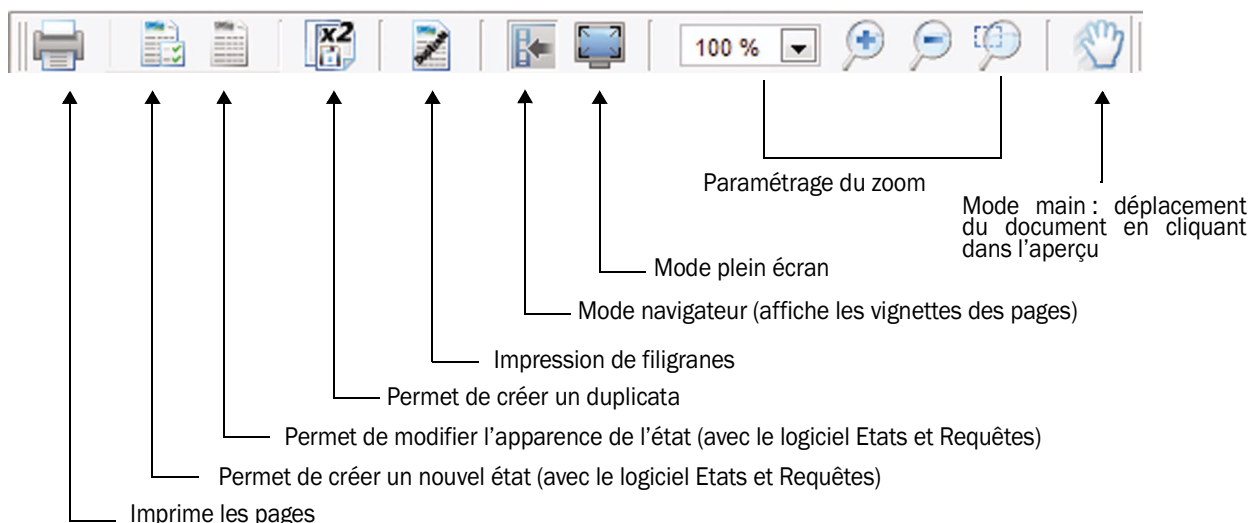 x2
100 %
Paramétrage du zoom
Mode main : déplacement
du document en cliquant
dans l'aperçu
Mode plein écran
Mode navigateur (affiche les vignettes des pages)
Impression de filigranes
Permet de créer un duplicata
Permet de modifier l'apparence de l'état (avec le logiciel Etats et Requêtes)
Permet de créer un nouvel état (avec le logiciel Etats et Requêtes)
Imprime les pages